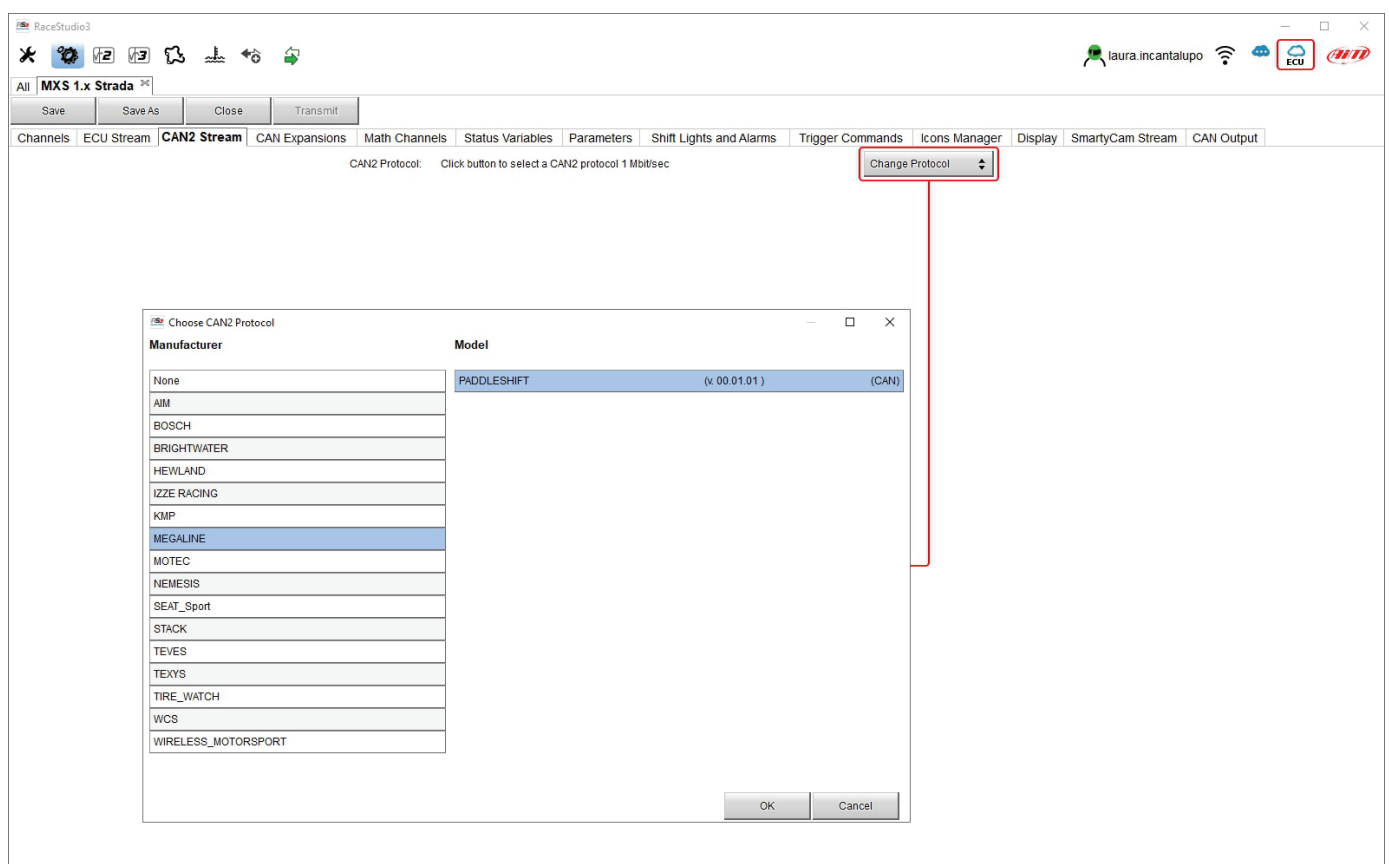 RaceStudio3
laura.incantalupo
ECU
AiM
All MXS 1.x Strada
Save Save As Close Transmit
Channels ECU Stream CAN2 Stream CAN Expansions Math Channels Status Variables Parameters Shift Lights and Alarms Trigger Commands Icons Manager Display SmartyCam Stream CAN Output
CAN2 Protocol: Click button to select a CAN2 protocol 1 Mbit/sec Change Protocol
Choose CAN2 Protocol
Manufacturer Model
None PADDLESHIFT (v. 00.01.01 ) (CAN)
AIM
BOSCH
BRIGHTWATER
HEWLAND
IZZE RACING
KMP
MEGALINE
MOTEC
NEMESIS
SEAT_Sport
STACK
TEVES
TEXYS
TIRE_WATCH
WCS
WIRELESS_MOTORSPORT
OK Cancel